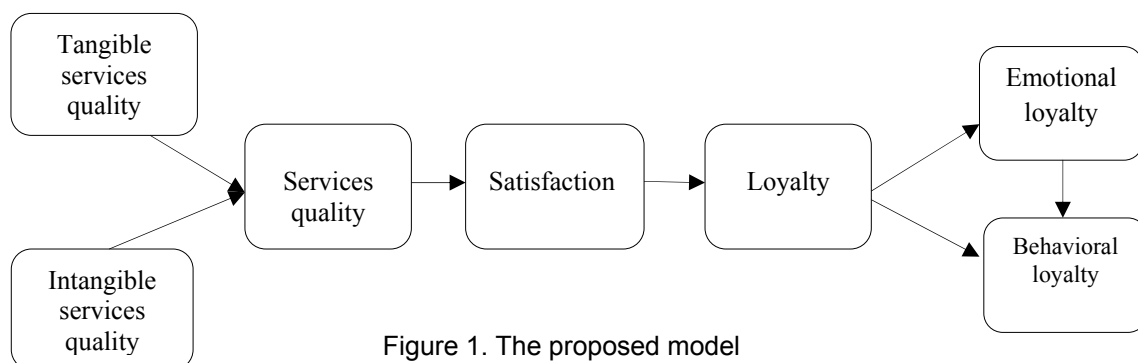 Tangible
services
quality
Intangible
services
quality
Services
quality
Satisfaction
Loyalty
Emotional
loyalty
Behavioral
loyalty
Figure 1. The proposed model